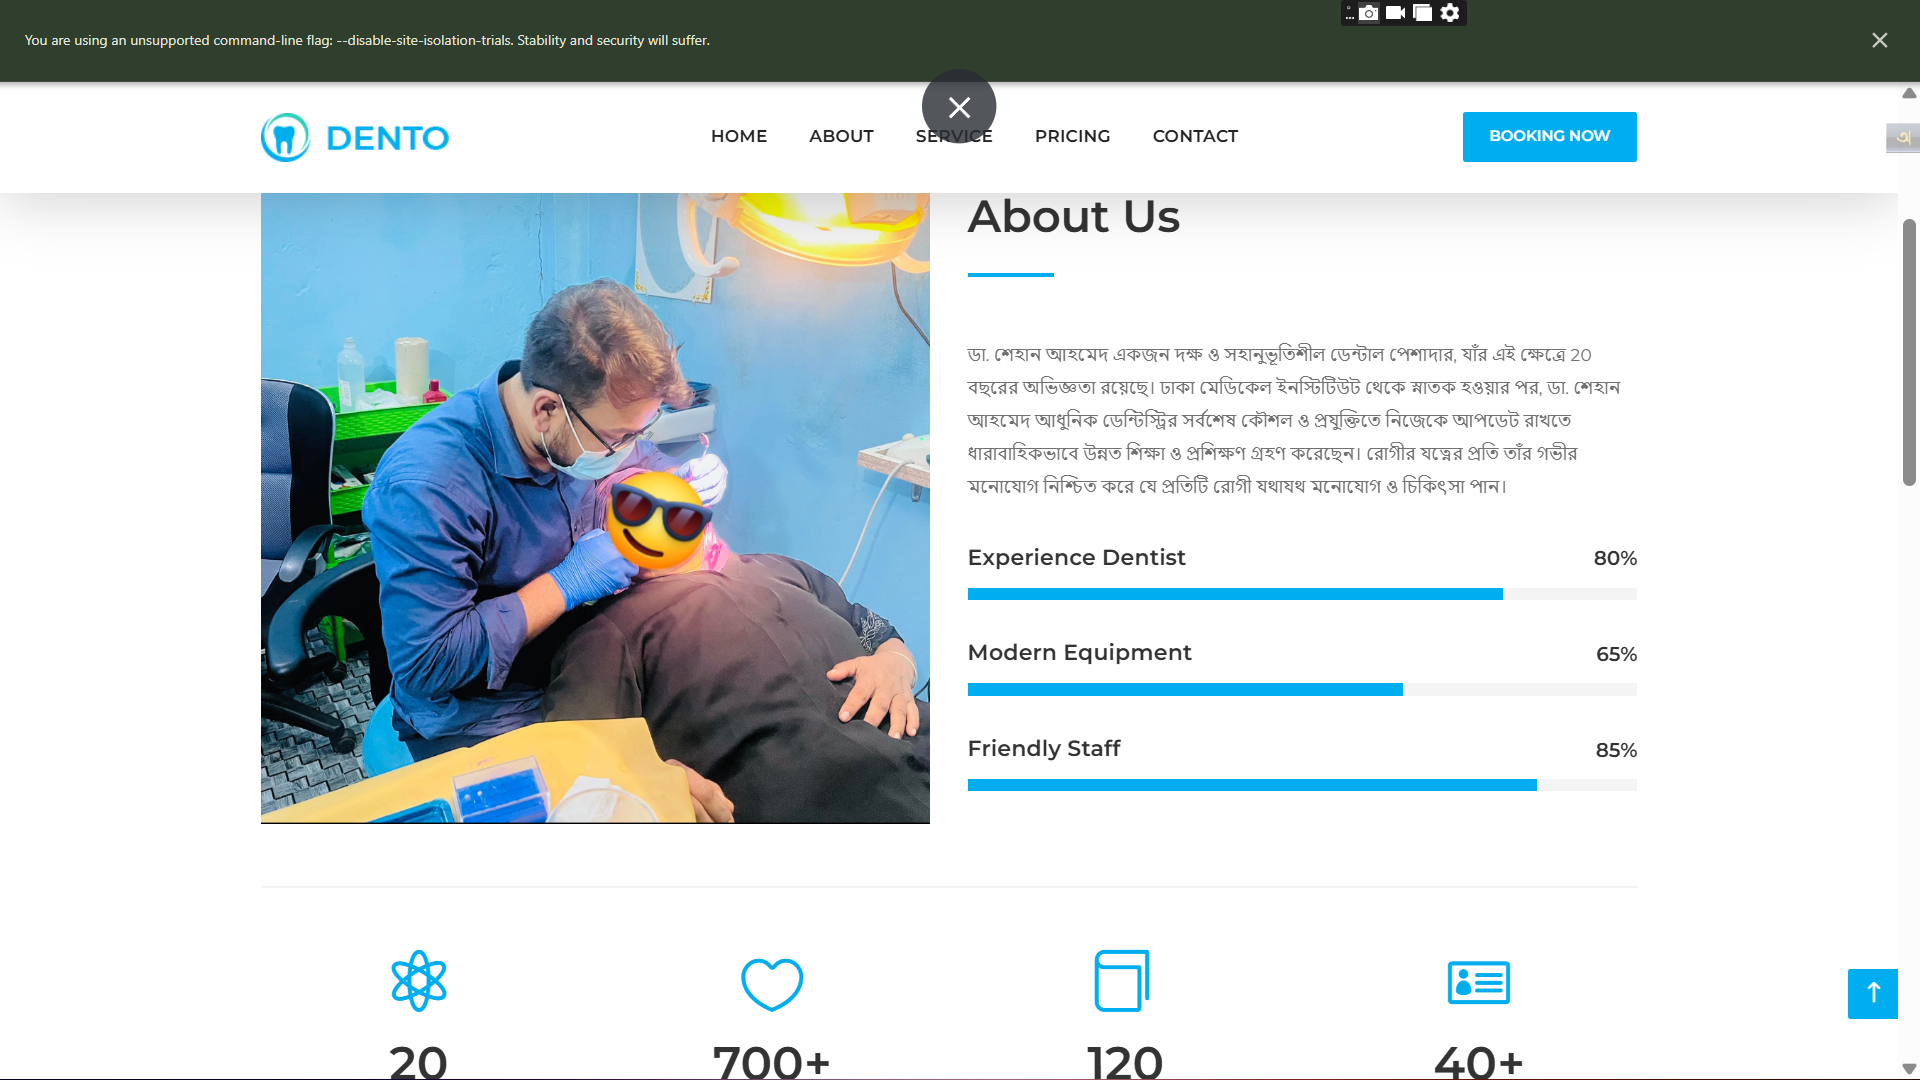 You are using an unsupported command-line flag: --disable-site-isolation-trials. Stability and security will suffer.
DENTO
HOME ABOUT SERVICE PRICING CONTACT
BOOKING NOW
অ
About Us
ডা. শেহান আহমেদ একজন দক্ষ ও সহানুভূতিশীল ডেন্টাল পেশাদার, যাঁর এই ক্ষেত্রে 20
বছরের অভিজ্ঞতা রয়েছে। ঢাকা মেডিকেল ইনস্টিটিউট থেকে স্নাতক হওয়ার পর, ডা. শেহান
আহমেদ আধুনিক ডেন্টিস্ট্রির সর্বশেষ কৌশল ও প্রযুক্তিতে নিজেকে আপডেট রাখতে
ধারাবাহিকভাবে উন্নত শিক্ষা ও প্রশিক্ষণ গ্রহণ করেছেন। রোগীর যত্নের প্রতি তাঁর গভীর
মনোযোগ নিশ্চিত করে যে প্রতিটি রোগী যথাযথ মনোযোগ ও চিকিৎসা পান।
Experience Dentist 80%
Modern Equipment 65%
Friendly Staff 85%
20 700+ 120 40+